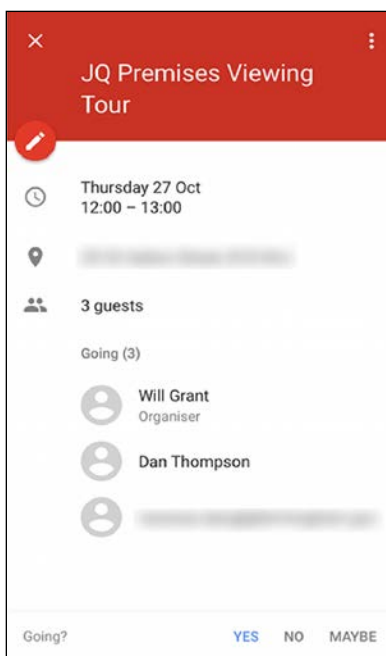 JQ Premises Viewing
Tour
Thursday 27 Oct
12:00 – 13:00
3 guests
Going (3)
Will Grant
Organiser
Dan Thompson
Going?
YES NO MAYBE